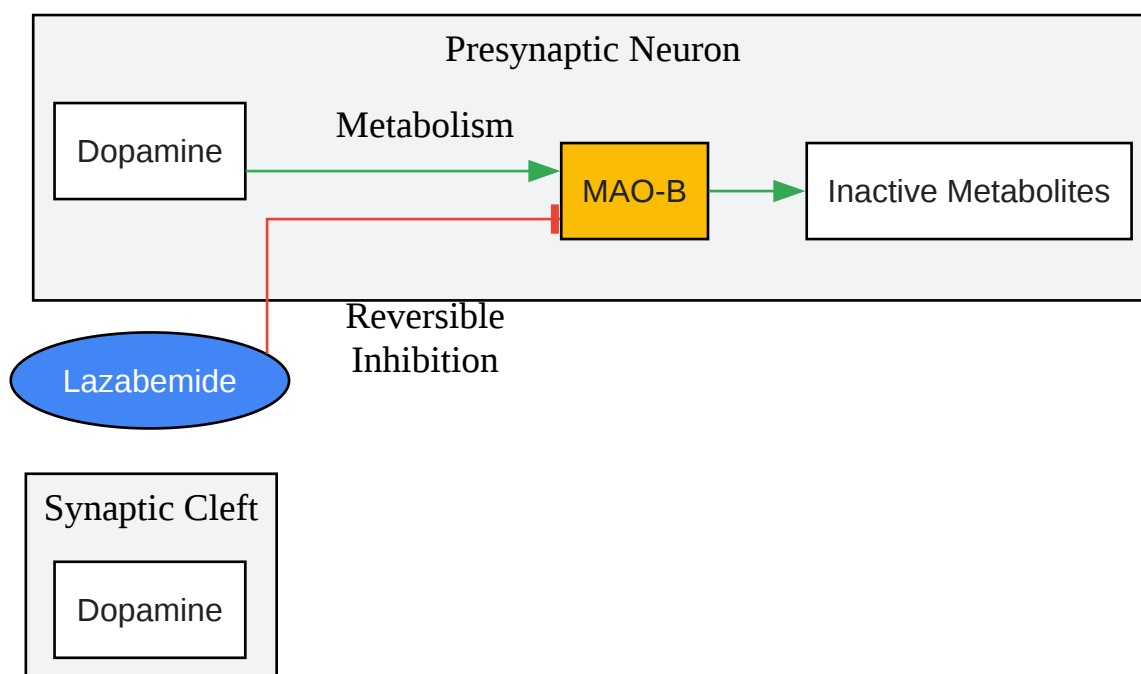 Presynaptic Neuron
Metabolism
Dopamine
MAO-B
Inactive Metabolites
Reversible
Inhibition
Lazabemide
Synaptic Cleft
Dopamine